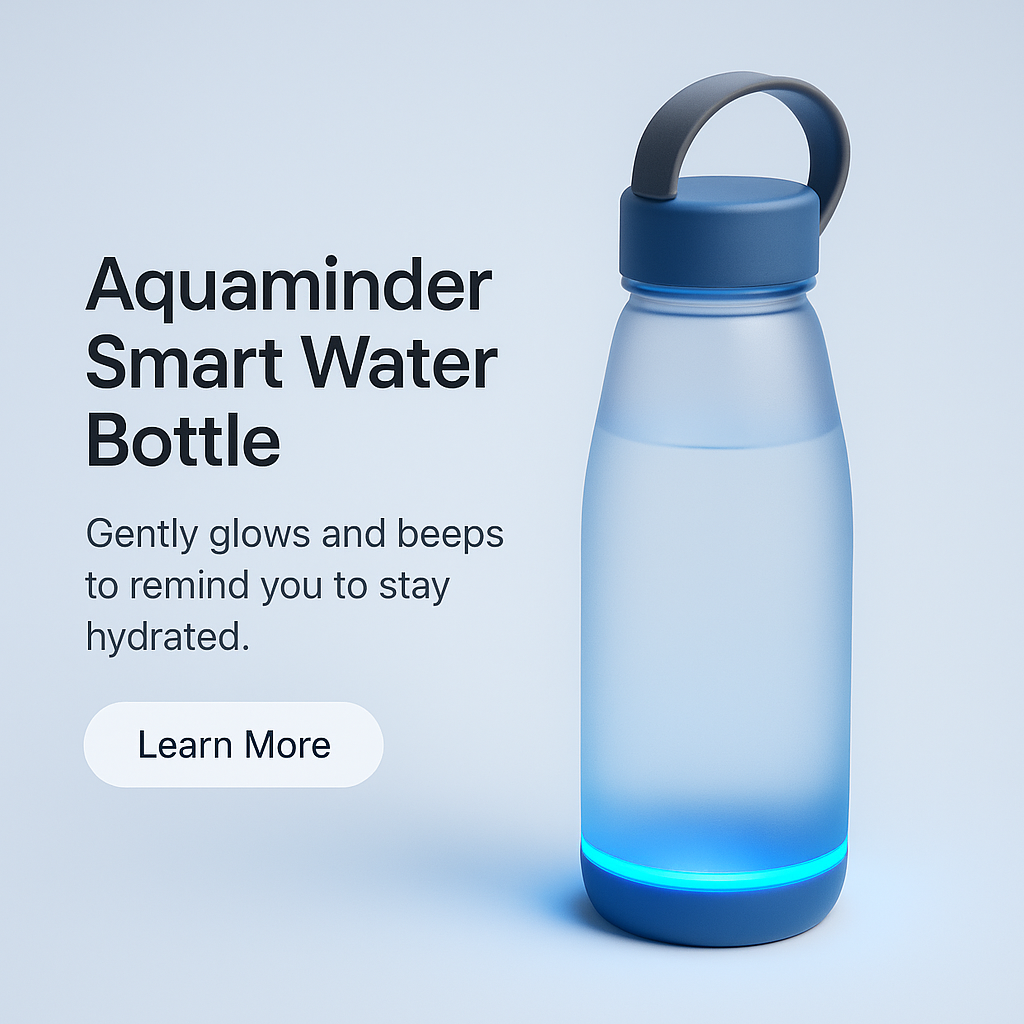 Aquaminder
Smart Water
Bottle
Gently glows and beeps
to remind you to stay
hydrated.
Learn More